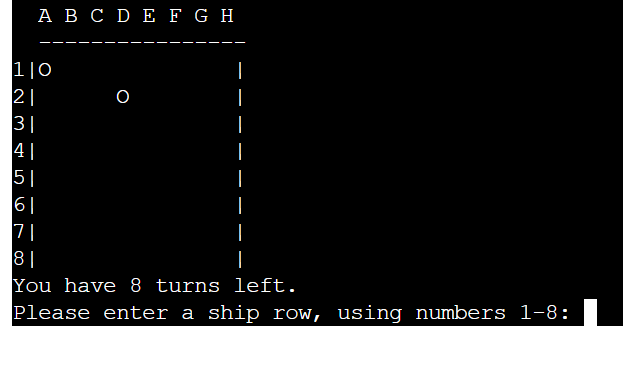 A B C D E F G H
  ----------------
1|O              |
2|      O        |
3|               |
4|               |
5|               |
6|               |
7|               |
8|               |
You have 8 turns left.
Please enter a ship row, using numbers 1-8: